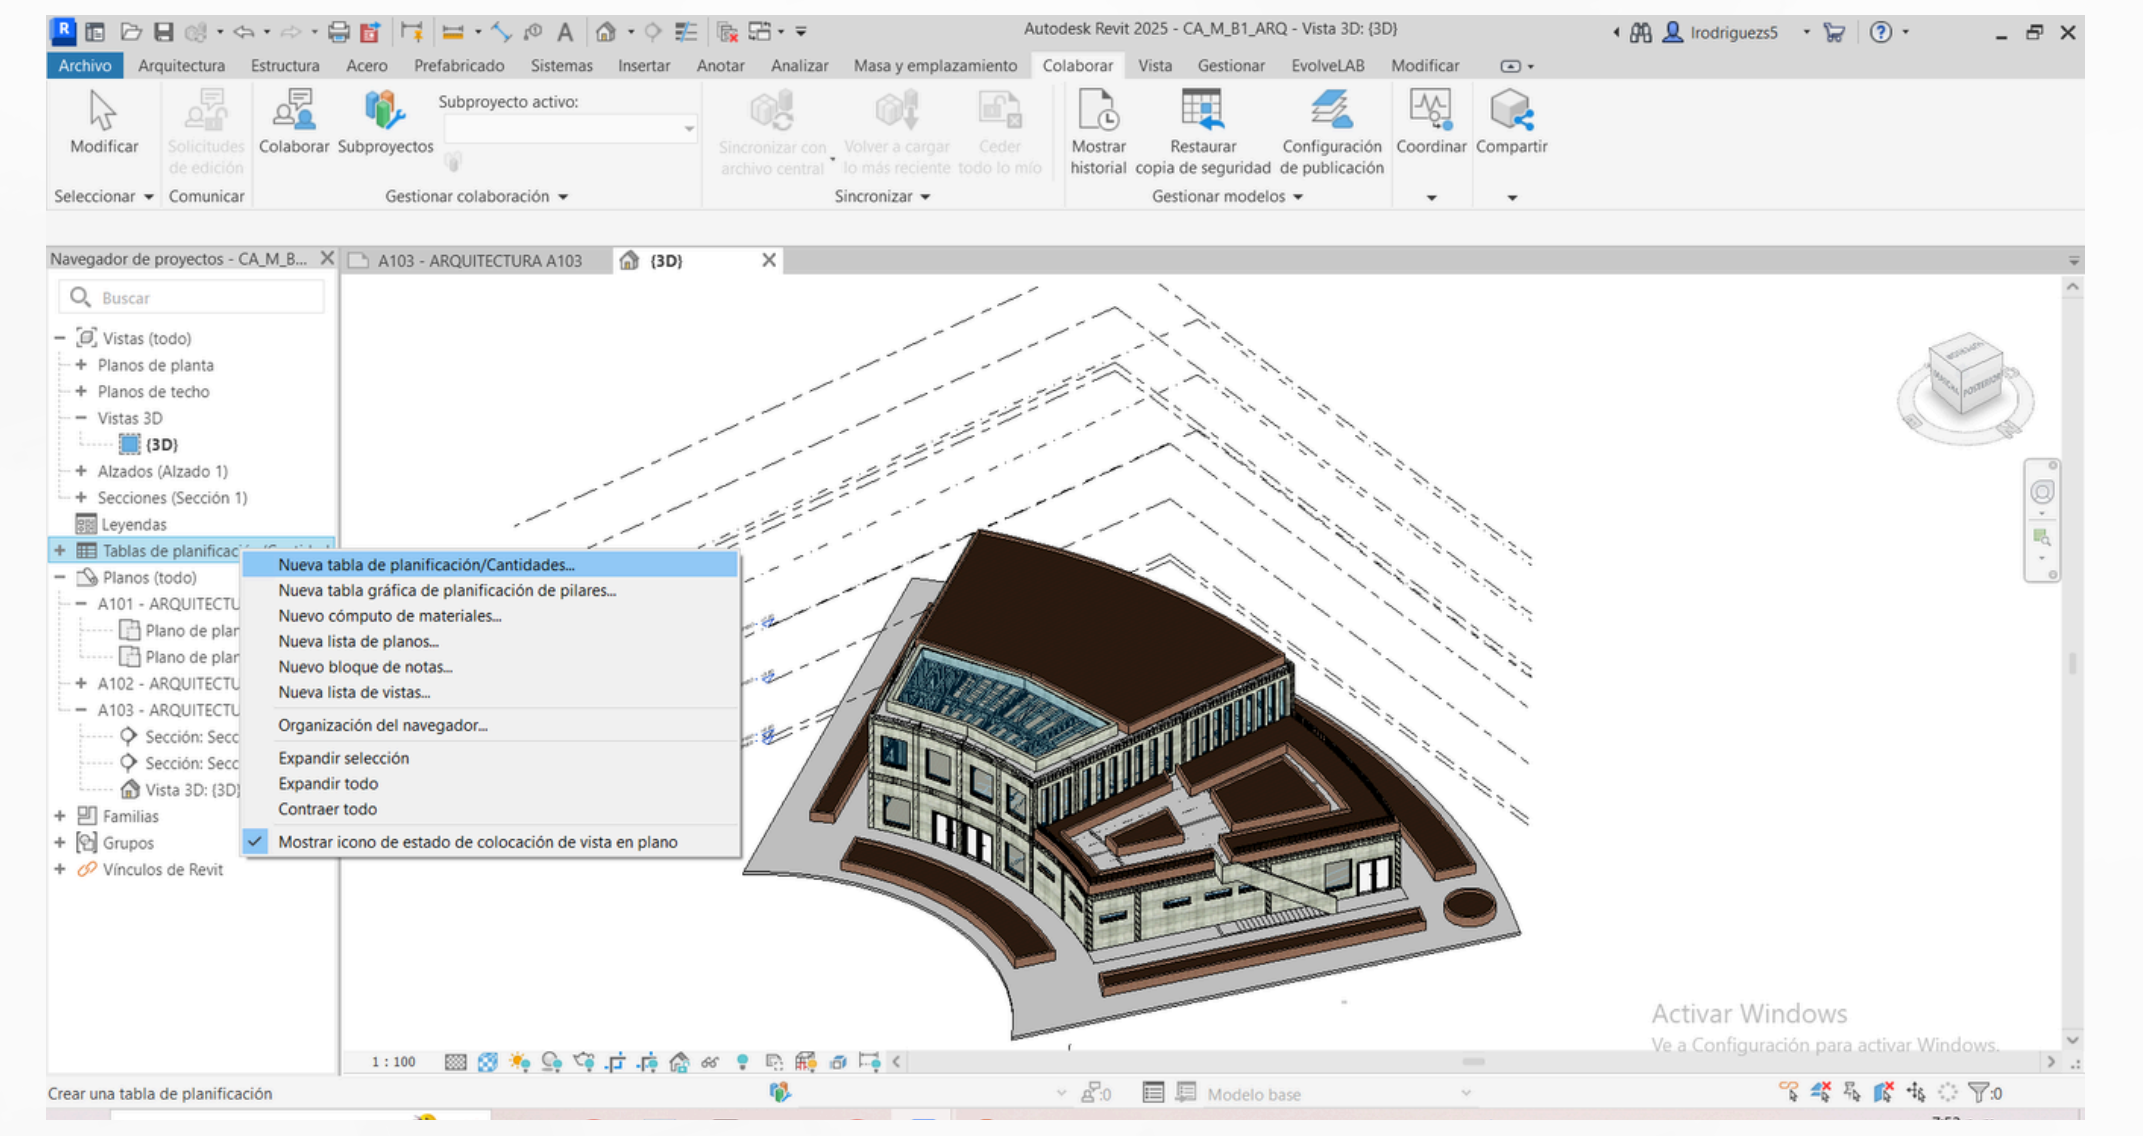 Autodesk Revit 2025 - CA_M_B1_ARQ - Vista 3D: {3D}
lrodriguezs5
Archivo Arquitectura Estructura Acero Prefabricado Sistemas Insertar Anotar Analizar Masa y emplazamiento Colaborar Vista Gestionar EvolveLAB Modificar
Subproyecto activo:
Modificar Solicitudes Colaborar Subproyectos Sincronizar con Volver a cargar Ceder Mostrar Restaurar Configuración Coordinar Compartir
de edición archivo central lo más reciente todo lo mío historial copia de seguridad de publicación
Seleccionar Comunicar Gestionar colaboración Sincronizar Gestionar modelos
Navegador de proyectos - CA_M_B... A103 - ARQUITECTURA A103 {3D}
Buscar
Vistas (todo)
Planos de planta
Planos de techo
Vistas 3D
{3D}
Alzados (Alzado 1)
Secciones (Sección 1)
Leyendas
Tablas de planificac
Planos (todo)
A101 - ARQUITECTU
Plano de plan
Plano de plan
A102 - ARQUITECTU
A103 - ARQUITECTU
Sección: Secc
Sección: Secc
Vista 3D: {3D}
Familias
Grupos
Vínculos de Revit
Nueva tabla de planificación/Cantidades...
Nueva tabla gráfica de planificación de pilares...
Nuevo cómputo de materiales...
Nueva lista de planos...
Nuevo bloque de notas...
Nueva lista de vistas...
Organización del navegador...
Expandir selección
Expandir todo
Contraer todo
Mostrar icono de estado de colocación de vista en plano
POSTERIOR
Activar Windows
Ve a Configuración para activar Windows.
1 : 100
Crear una tabla de planificación
:0
Modelo base
:0